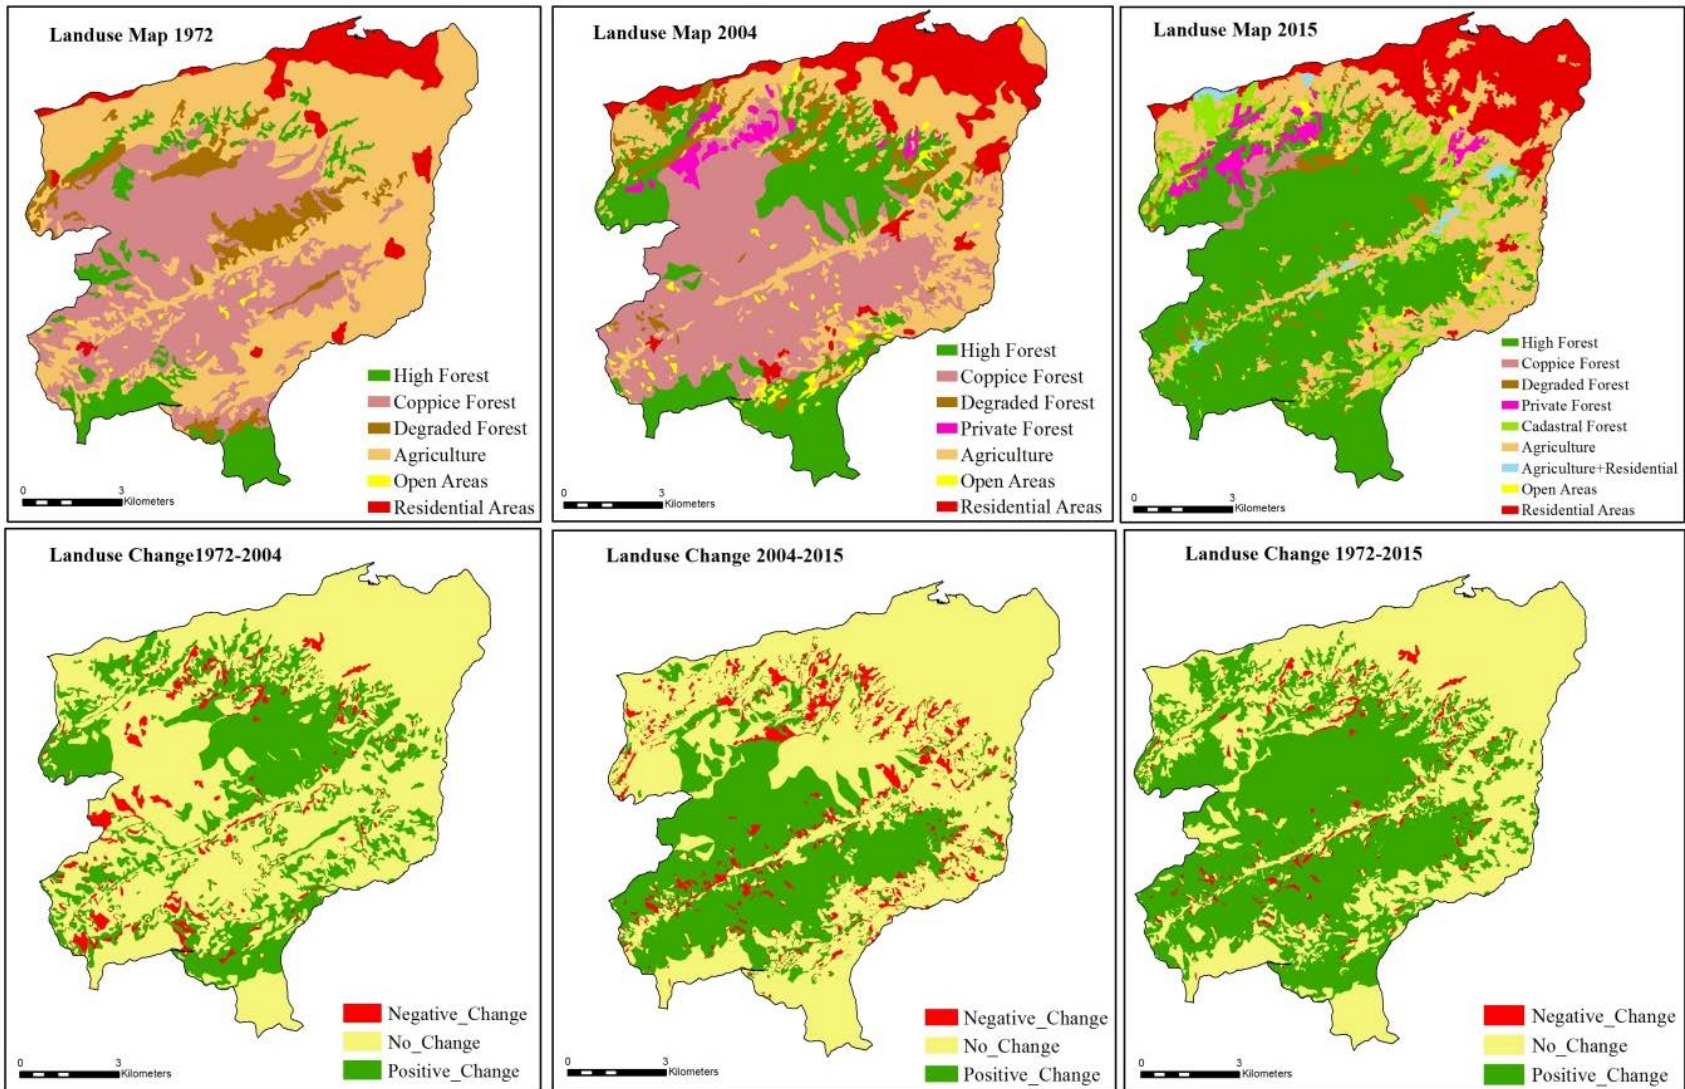 Landuse Map 1972
High Forest
Coppice Forest
Degraded Forest
Agriculture
Open Areas
Residential Areas
0 3
Kilometers
Landuse Map 2004
High Forest
Coppice Forest
Degraded Forest
Private Forest
Agriculture
Open Areas
Residential Areas
0 3
Kilometers
Landuse Map 2015
High Forest
Coppice Forest
Degraded Forest
Private Forest
Cadastral Forest
Agriculture
Agriculture+Residential
Open Areas
Residential Areas
0 3
Kilometers
Landuse Change1972-2004
Negative_Change
No_Change
Positive_Change
0 3
Kilometers
Landuse Change 2004-2015
Negative_Change
No_Change
Positive_Change
0 3
Kilometers
Landuse Change 1972-2015
Negative_Change
No_Change
Positive_Change
0 3
Kilometers